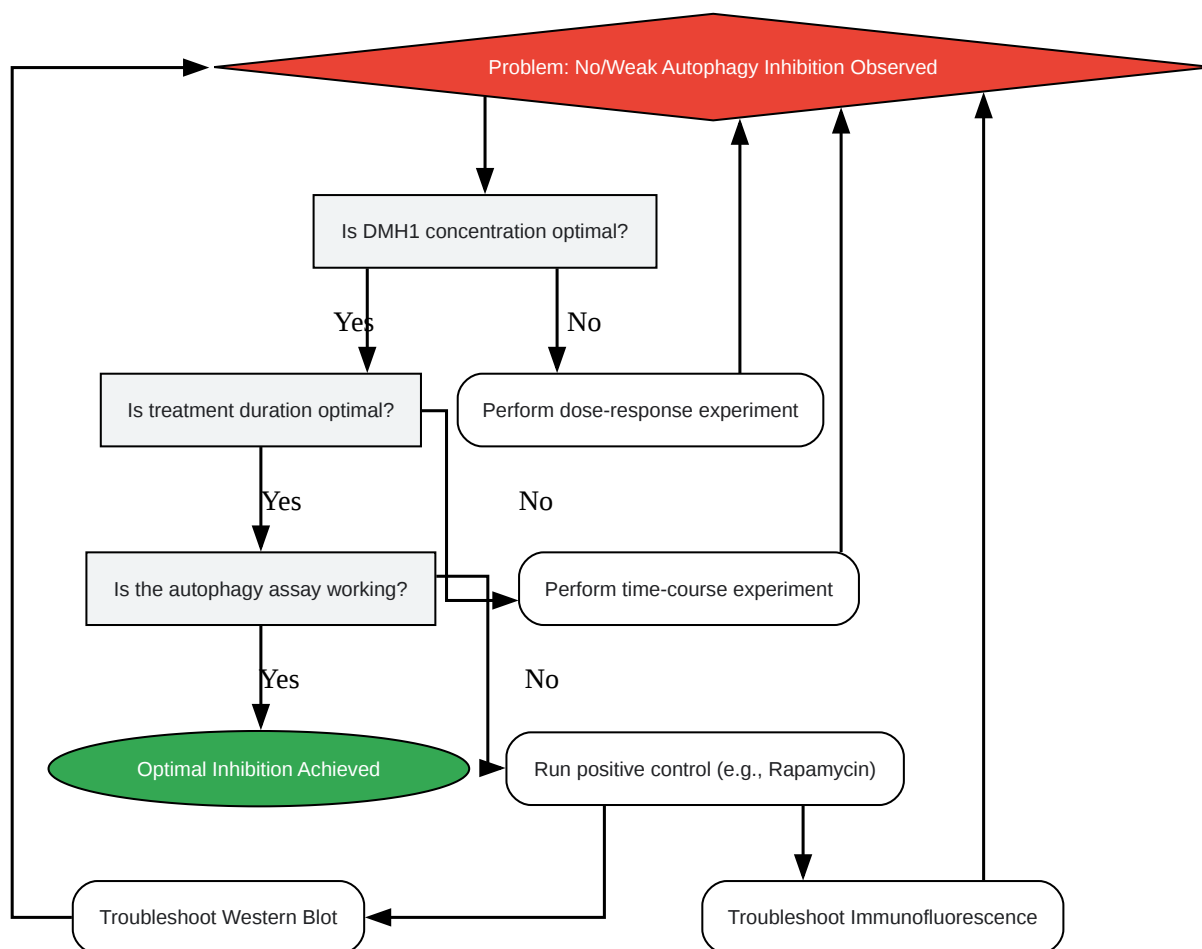 Problem: No/Weak Autophagy Inhibition Observed
Is DMH1 concentration optimal?
Yes
No
Is treatment duration optimal?
Perform dose-response experiment
Yes
No
Is the autophagy assay working?
Perform time-course experiment
Yes
No
Optimal Inhibition Achieved
Run positive control (e.g., Rapamycin)
Troubleshoot Western Blot
Troubleshoot Immunofluorescence